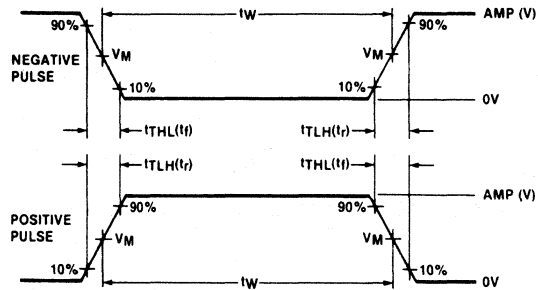 tW
90% 90% AMP (V)
NEGATIVE
PULSE
VM VM
10% 10%
0V
tTHL(tf) tTLH(tr)
tTLH(tr) tTHL(tf)
AMP (V)
90% 90%
POSITIVE
PULSE
VM VM
10% 10%
tW
0V